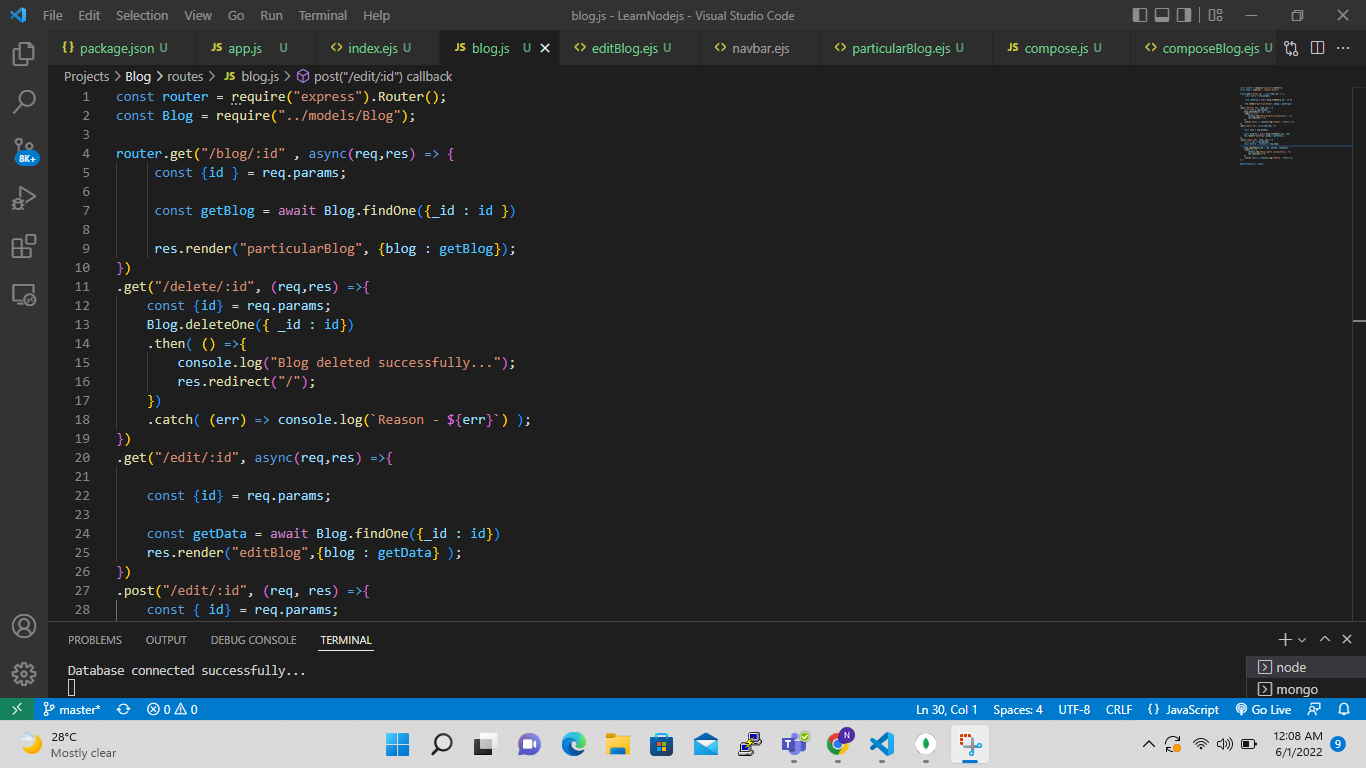 File Edit Selection View Go Run Terminal Help blog.js - LearnNodejs - Visual Studio Code
{} package.json U JS app.js U <> index.ejs U JS blog.js U <> editBlog.ejs U <> navbar.ejs <> particularBlog.ejs U JS compose.js U <> composeBlog.ejs U
Projects > Blog > routes > JS blog.js > post("/edit/:id") callback
1 const router = require("express").Router();
2 const Blog = require("../models/Blog");
3
4 router.get("/blog/:id" , async(req,res) => {
5 const {id } = req.params;
6
7 const getBlog = await Blog.findOne({_id : id })
8
9 res.render("particularBlog", {blog : getBlog});
10 })
11 .get("/delete/:id", (req,res) =>{
12 const {id} = req.params;
13 Blog.deleteOne({ _id : id})
14 .then( () =>{
15 console.log("Blog deleted successfully...");
16 res.redirect("/");
17 })
18 .catch( (err) => console.log(`Reason - ${err}`) );
19 })
20 .get("/edit/:id", async(req,res) =>{
21
22 const {id} = req.params;
23
24 const getData = await Blog.findOne({_id : id})
25 res.render("editBlog",{blog : getData} );
26 })
27 .post("/edit/:id", (req, res) =>{
28 const { id} = req.params;
8K+
PROBLEMS OUTPUT DEBUG CONSOLE TERMINAL
Database connected successfully...
node
mongo
master* 0 0 Ln 30, Col 1 Spaces: 4 UTF-8 CRLF {} JavaScript Go Live
28°C
Mostly clear
N
12:08 AM
6/1/2022
9